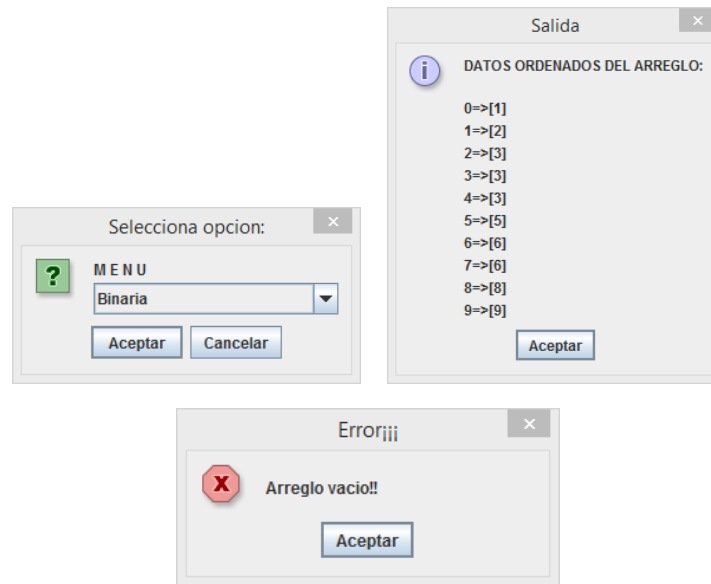 Salida
DATOS ORDENADOS DEL ARREGLO:
0=>[1]
1=>[2]
2=>[3]
3=>[3]
4=>[3]
5=>[5]
6=>[6]
7=>[6]
8=>[8]
9=>[9]
Aceptar
Selecciona opcion:
M E N U
Binaria
Aceptar Cancelar
Error¡¡¡
Arreglo vacio!!
Aceptar